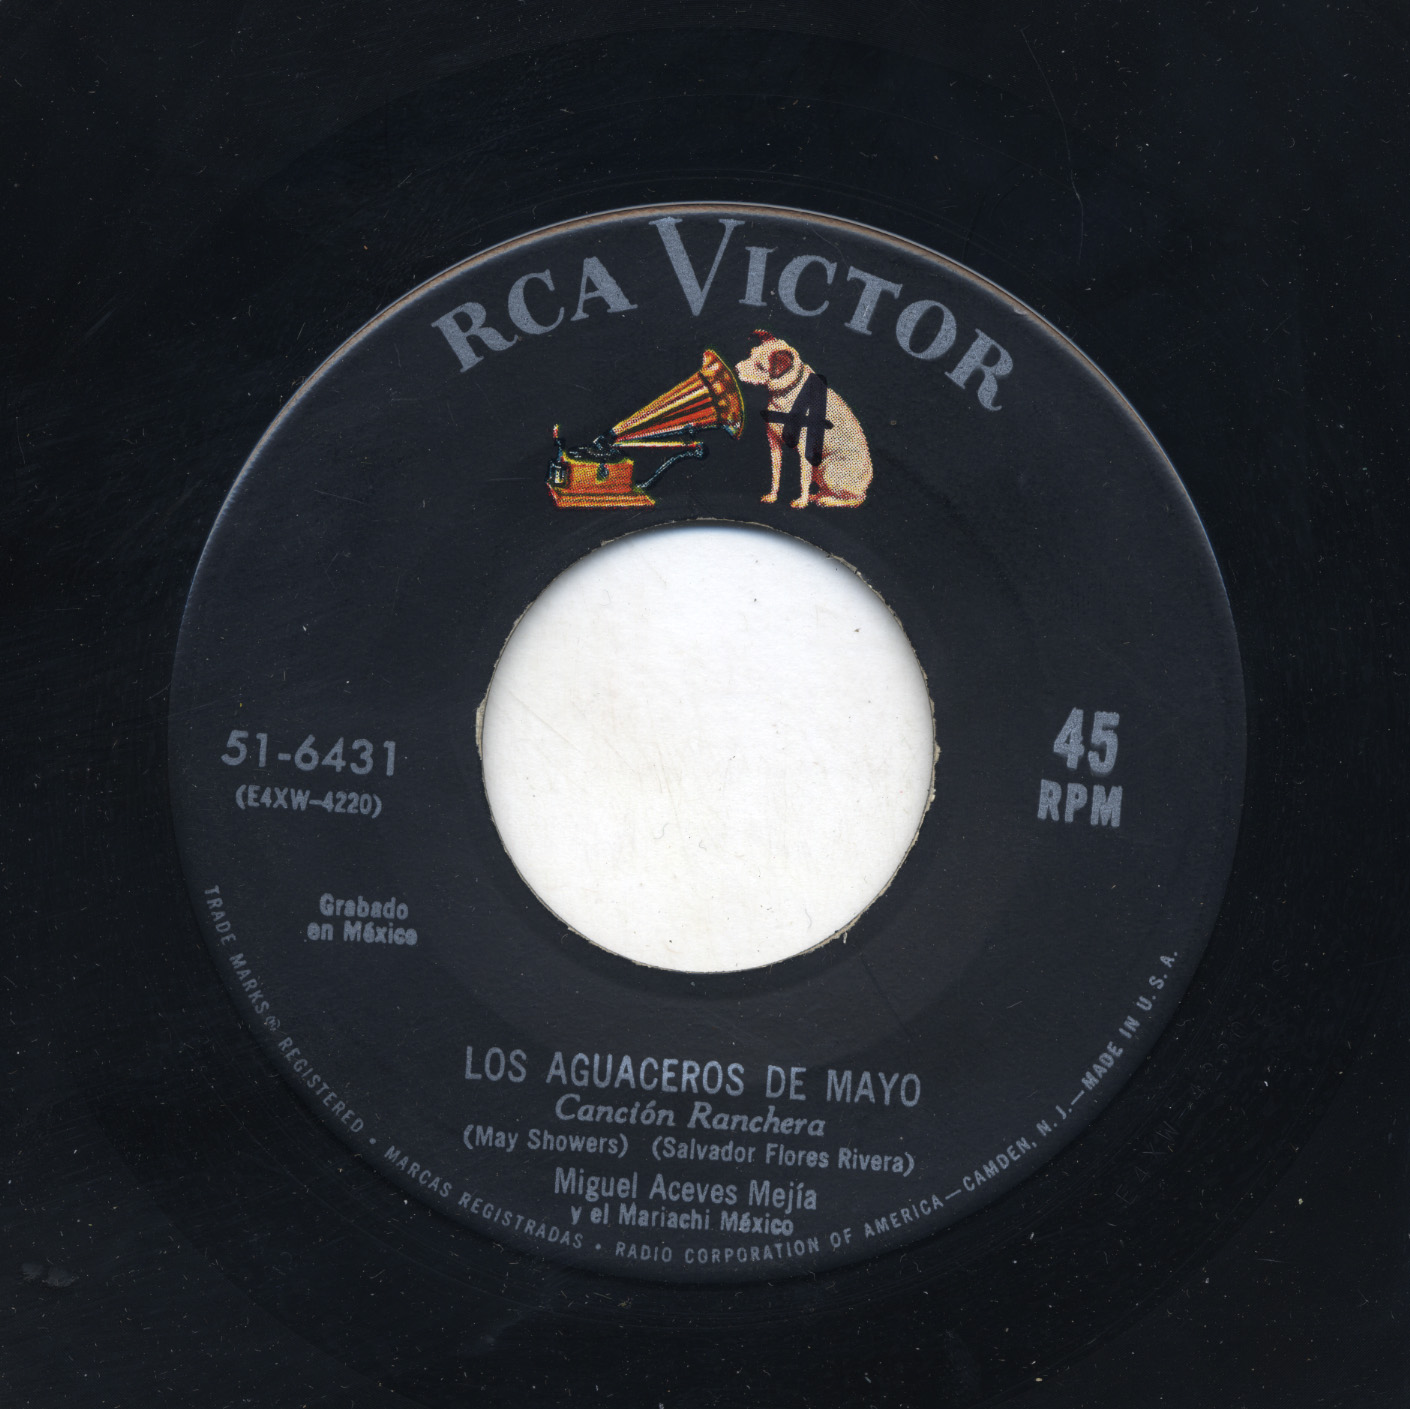 RCA VICTOR
A
51-6431
(E4XW-4220)
45
RPM
Grabado
en México
LOS AGUACEROS DE MAYO
Canción Ranchera
(May Showers) (Salvador Flores Rivera)
Miguel Aceves Mejía
y el Mariachi México
TRADE MARKS ® REGISTERED • MARCAS REGISTRADAS • RADIO CORPORATION OF AMERICA—CAMDEN, N. J.—MADE IN U. S. A.